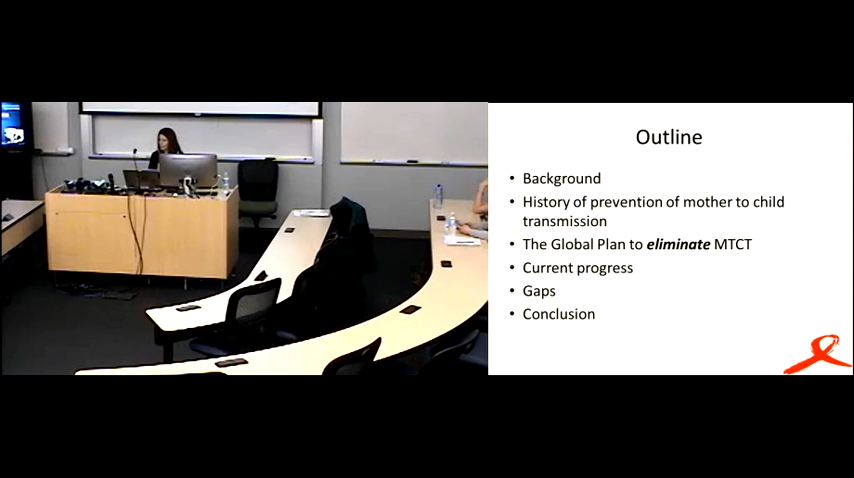 Outline
• Background
• History of prevention of mother to child
transmission
• The Global Plan to eliminate MTCT
• Current progress
• Gaps
• Conclusion